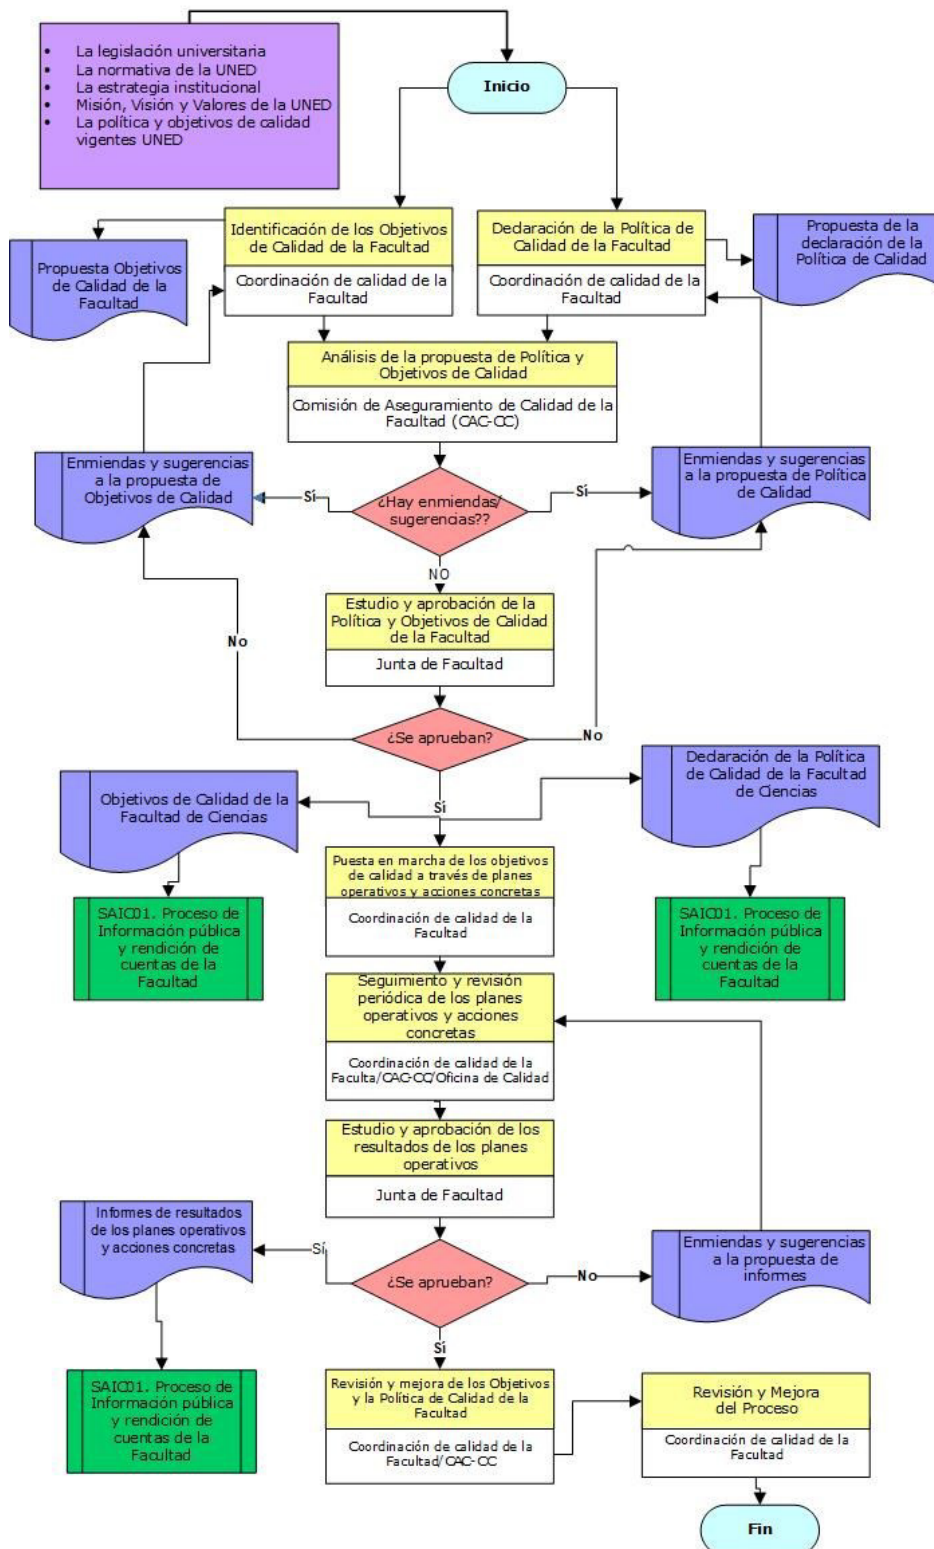 • La legislación universitaria
• La normativa de la UNED
• La estrategia institucional
• Misión, Visión y Valores de la UNED
• La política y objetivos de calidad
vigentes UNED
Inicio
Identificación de los Objetivos
de Calidad de la Facultad
Coordinación de calidad de la
Facultad
Declaración de la Política de
Calidad de la Facultad
Coordinación de calidad de la
Facultad
Propuesta de la
declaración de la
Política de Calidad
Propuesta Objetivos
de Calidad de la
Facultad
Análisis de la propuesta de Política y
Objetivos de Calidad
Comisión de Aseguramiento de Calidad de la
Facultad (CAC-CC)
Enmiendas y sugerencias
a la propuesta de
Objetivos de Calidad
Sí
¿Hay enmiendas/
sugerencias??
Sí
Enmiendas y sugerencias
a la propuesta de Política
de Calidad
NO
Estudio y aprobación de la
Política y Objetivos de Calidad
de la Facultad
Junta de Facultad
No
¿Se aprueban?
No
Sí
Objetivos de Calidad de la
Facultad de Ciencias
Declaración de la Política
de Calidad de la Facultad
de Ciencias
Puesta en marcha de los objetivos
de calidad a través de planes
operativos y acciones concretas
Coordinación de calidad de la
Facultad
SAIC01. Proceso de
Información pública
y rendición de
cuentas de la
Facultad
SAIC01. Proceso de
Información pública
y rendición de
cuentas de la
Facultad
Seguimiento y revisión
periódica de los planes
operativos y acciones
concretas
Coordinación de calidad de la
Faculta/CAC-CC/Oficina de Calidad
Estudio y aprobación de los
resultados de los planes
operativos
Junta de Facultad
Informes de resultados
de los planes operativos
y acciones concretas
Sí
¿Se aprueban?
No
Enmiendas y sugerencias
a la propuesta de
informes
Sí
SAIC01. Proceso de
Información pública
y rendición de
cuentas de la
Facultad
Revisión y mejora de los Objetivos
y la Política de Calidad de la
Facultad
Coordinación de calidad de la
Facultad/CAC-CC
Revisión y Mejora
del Proceso
Coordinación de calidad de la
Facultad
Fin